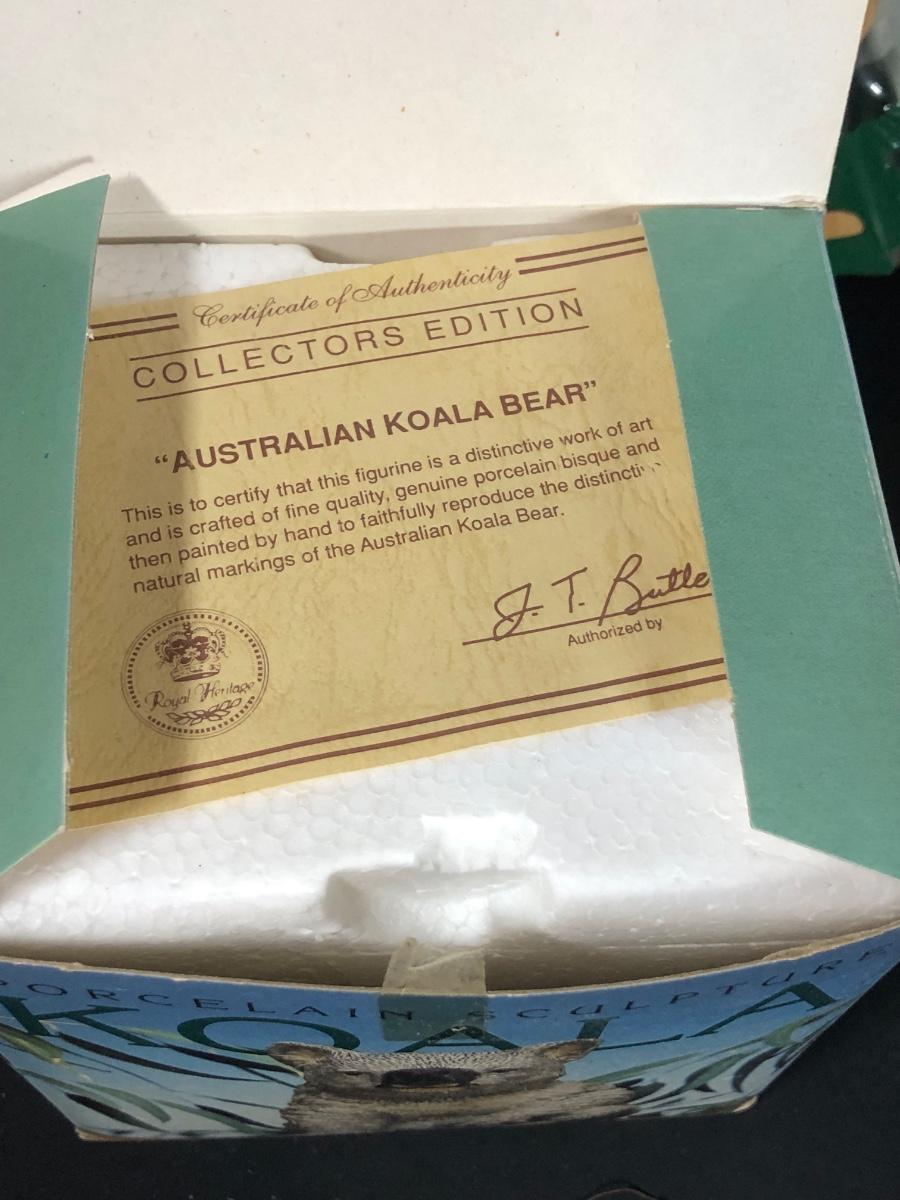 Certificate of Authenticity
COLLECTORS EDITION
“AUSTRALIAN KOALA BEAR”
This is to certify that this figurine is a distinctive work of art
and is crafted of fine quality, genuine porcelain bisque and
then painted by hand to faithfully reproduce the
natural markings of the Australian Koala Bear.
J. T.
Authorized by
Royal Heritage
PORCELAIN SCULPTURE
KOALA